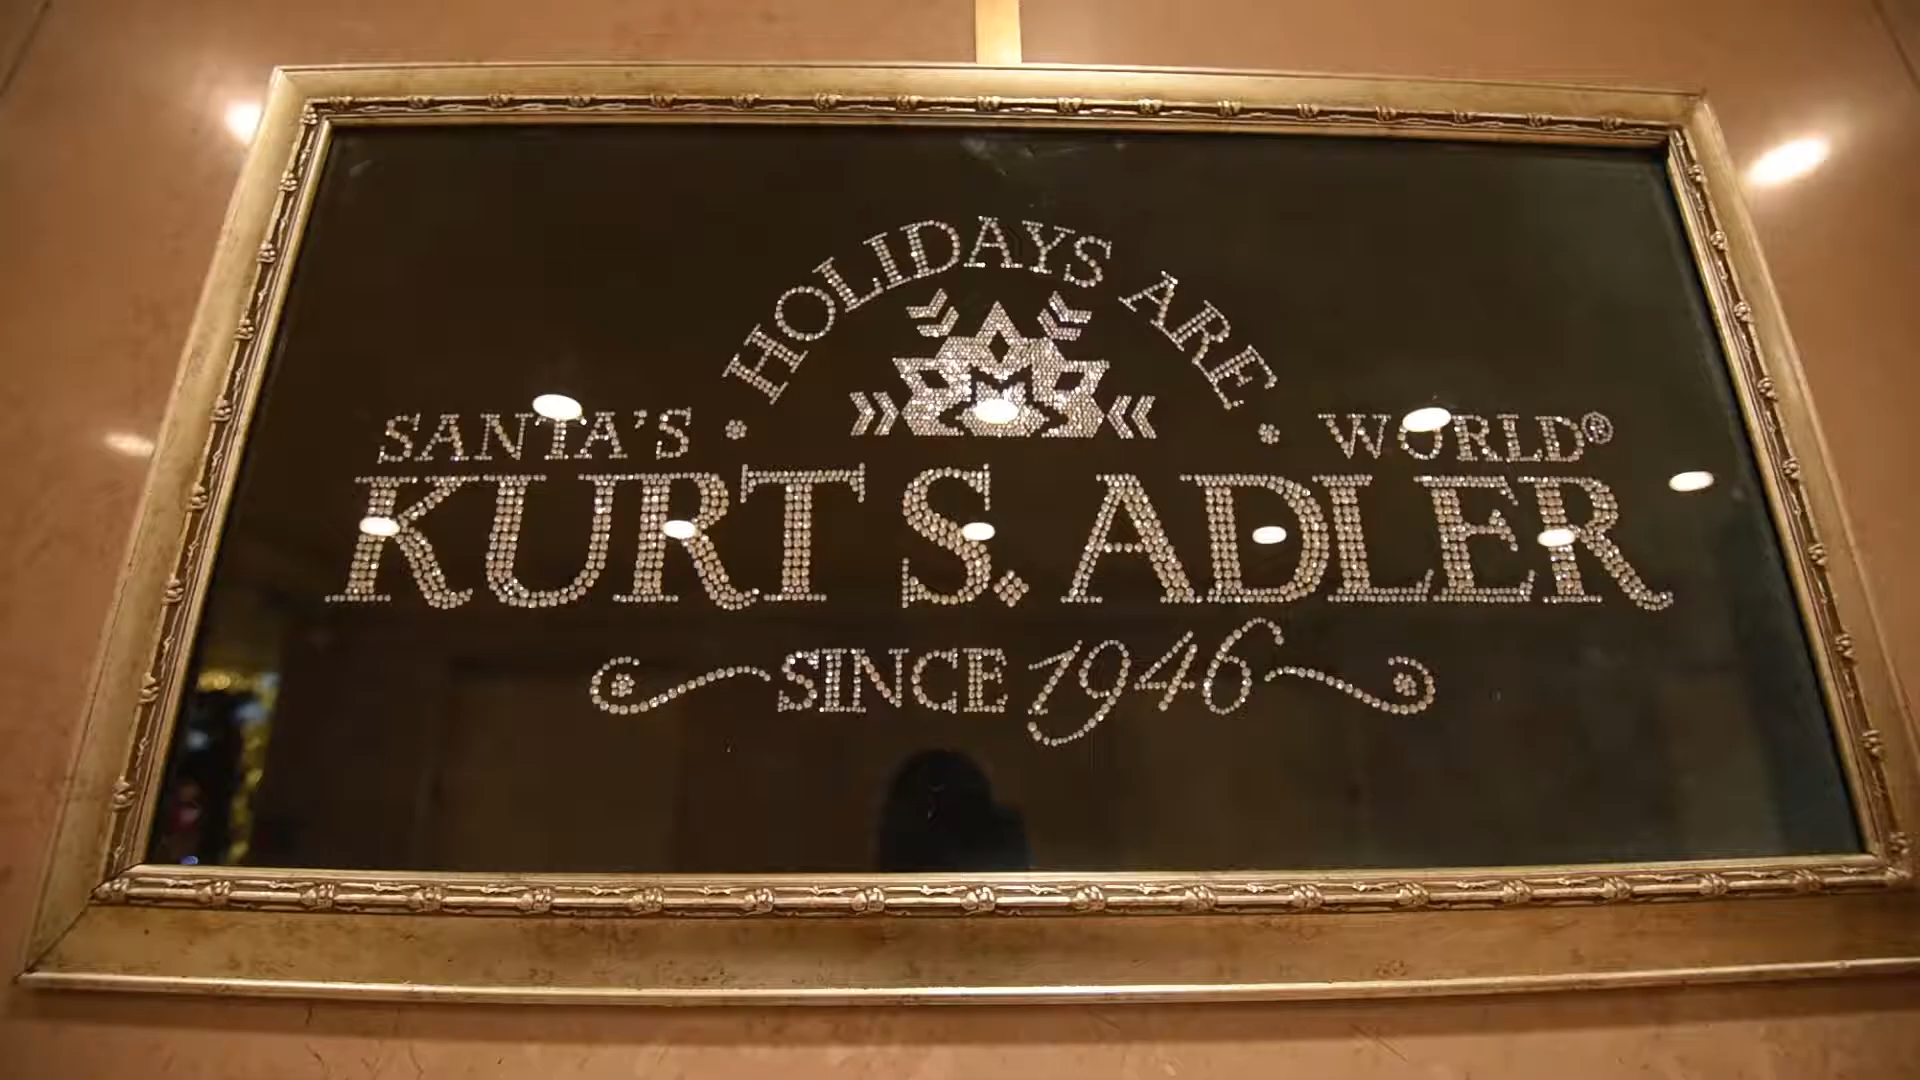 HOLIDAYS ARE
SANTA'S • • WORLD®
KURT S. ADLER
SINCE 1946